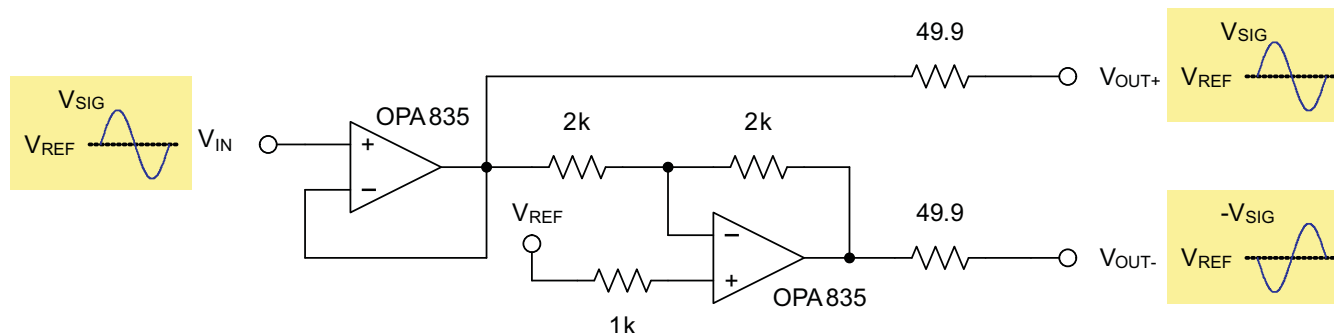 49.9
VSIG
VREF
VOUT+
VSIG
VREF
VIN
OPA835
+
−
2k
2k
VREF
1k
−
+
OPA835
49.9
VOUT-
-VSIG
VREF